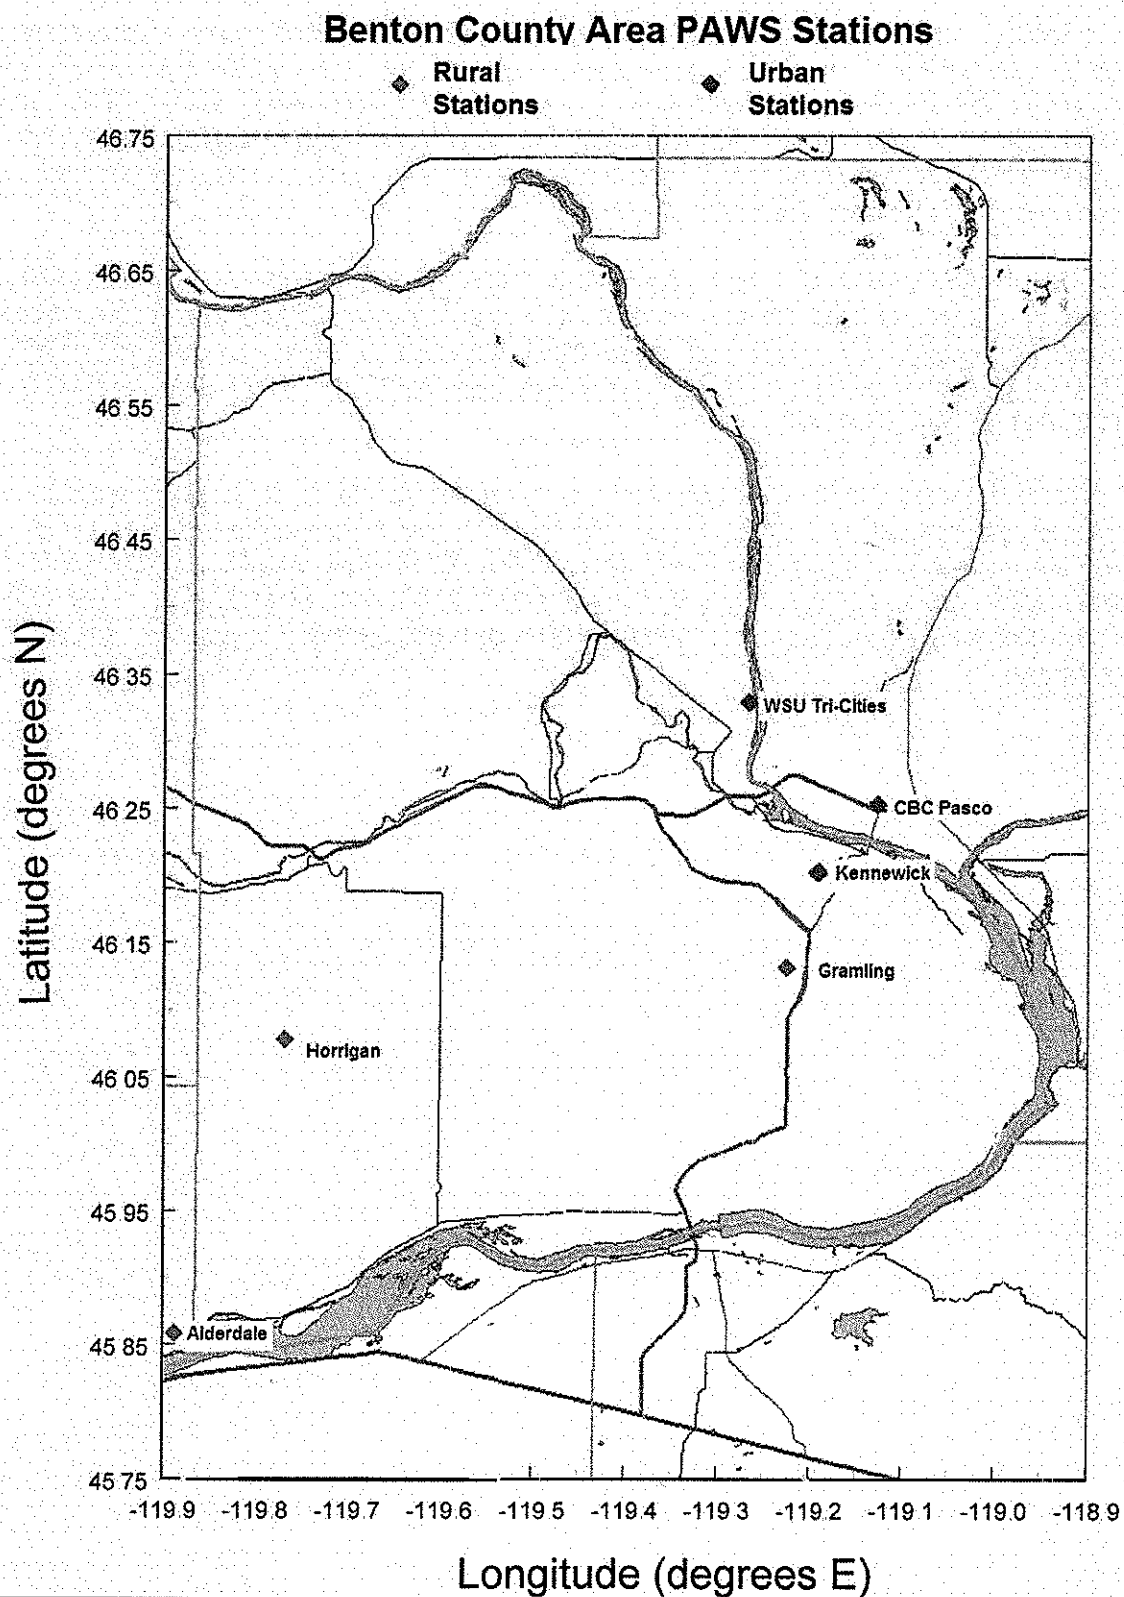 Benton County Area PAWS Stations
Rural
Stations
Urban
Stations
46.75
46.65
46 55
46 45
46 35
46 25
46 15
46 05
45 95
45 85
45 75
Latitude (degrees N)
WSU Tri-Cities
CBC Pasco
Kennewick
Gramling
Horrigan
Alderdale
-119.9 -119.8 -119.7 -119.6 -119.5 -119.4 -119.3 -119.2 -119.1 -119.0 -118.9
Longitude (degrees E)